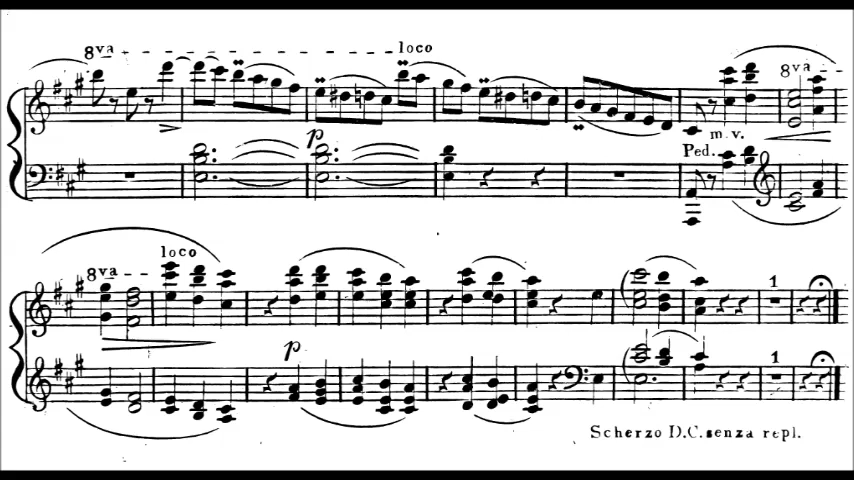 8va loco
p
m.v. 8va
Ped.
8va loco
p
1
1
Scherzo D.C. senza repl.